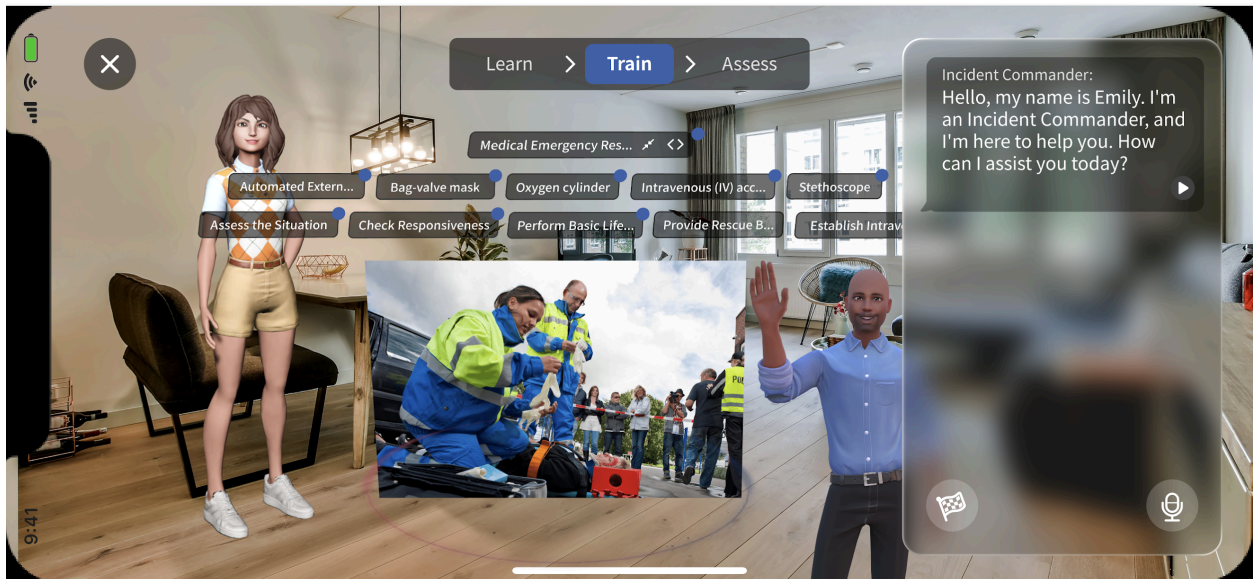 Learn
Train
Assess
Incident Commander:
Hello, my name is Emily. I'm
an Incident Commander, and
I'm here to help you. How
can I assist you today?
Medical Emergency Res...
Automated Extern...
Bag-valve mask
Oxygen cylinder
Intravenous (IV) acc...
Stethoscope
Assess the Situation
Check Responsiveness
Perform Basic Life...
Provide Rescue B...
Establish Intrav
9:41